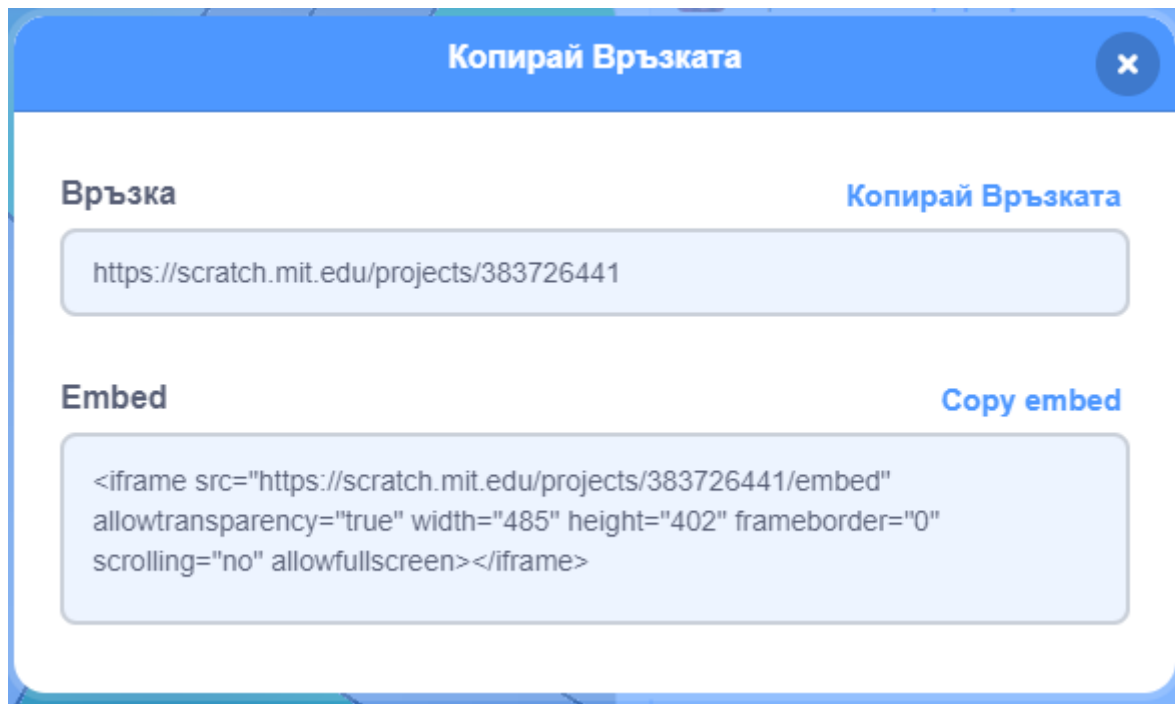 Копирай Връзката
Връзка
Копирай Връзката
https://scratch.mit.edu/projects/383726441
Embed
Copy embed
<iframe src="https://scratch.mit.edu/projects/383726441/embed"
allowtransparency="true" width="485" height="402" frameborder="0"
scrolling="no" allowfullscreen></iframe>